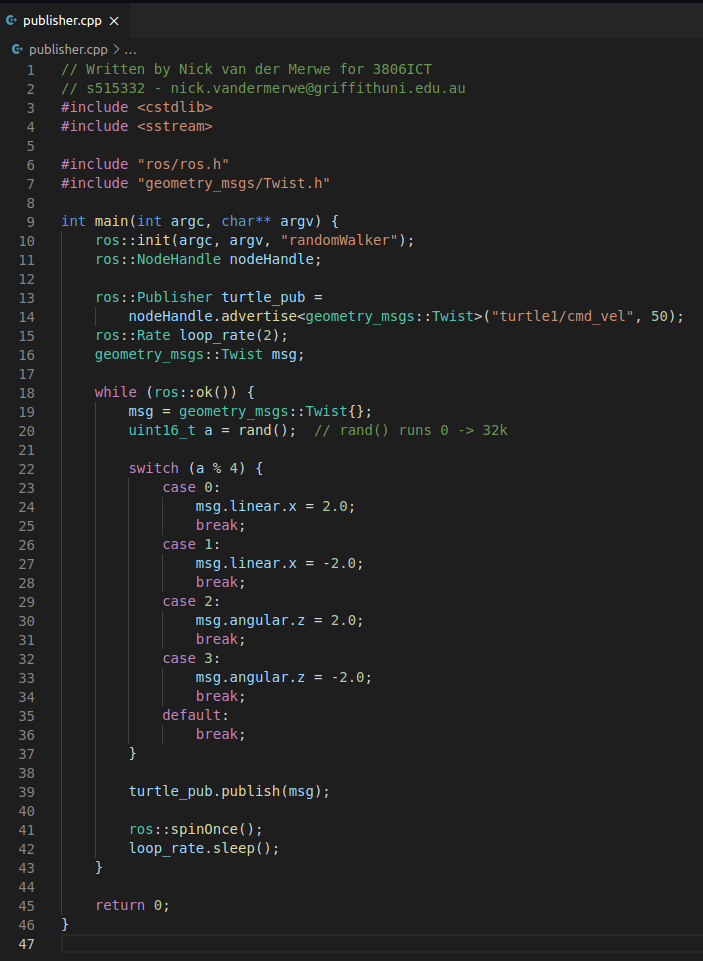 publisher.cpp ×
publisher.cpp > ...
1 // Written by Nick van der Merwe for 3806ICT
2 // s515332 - nick.vandermerwe@griffithuni.edu.au
3 #include <cstdlib>
4 #include <sstream>
5
6 #include "ros/ros.h"
7 #include "geometry_msgs/Twist.h"
8
9 int main(int argc, char** argv) {
10     ros::init(argc, argv, "randomWalker");
11     ros::NodeHandle nodeHandle;
12
13     ros::Publisher turtle_pub =
14         nodeHandle.advertise<geometry_msgs::Twist>("turtle1/cmd_vel", 50);
15     ros::Rate loop_rate(2);
16     geometry_msgs::Twist msg;
17
18     while (ros::ok()) {
19         msg = geometry_msgs::Twist{};
20         uint16_t a = rand();  // rand() runs 0 -> 32k
21
22         switch (a % 4) {
23             case 0:
24                 msg.linear.x = 2.0;
25                 break;
26             case 1:
27                 msg.linear.x = -2.0;
28                 break;
29             case 2:
30                 msg.angular.z = 2.0;
31                 break;
32             case 3:
33                 msg.angular.z = -2.0;
34                 break;
35             default:
36                 break;
37         }
38
39         turtle_pub.publish(msg);
40
41         ros::spinOnce();
42         loop_rate.sleep();
43     }
44
45     return 0;
46 }
47